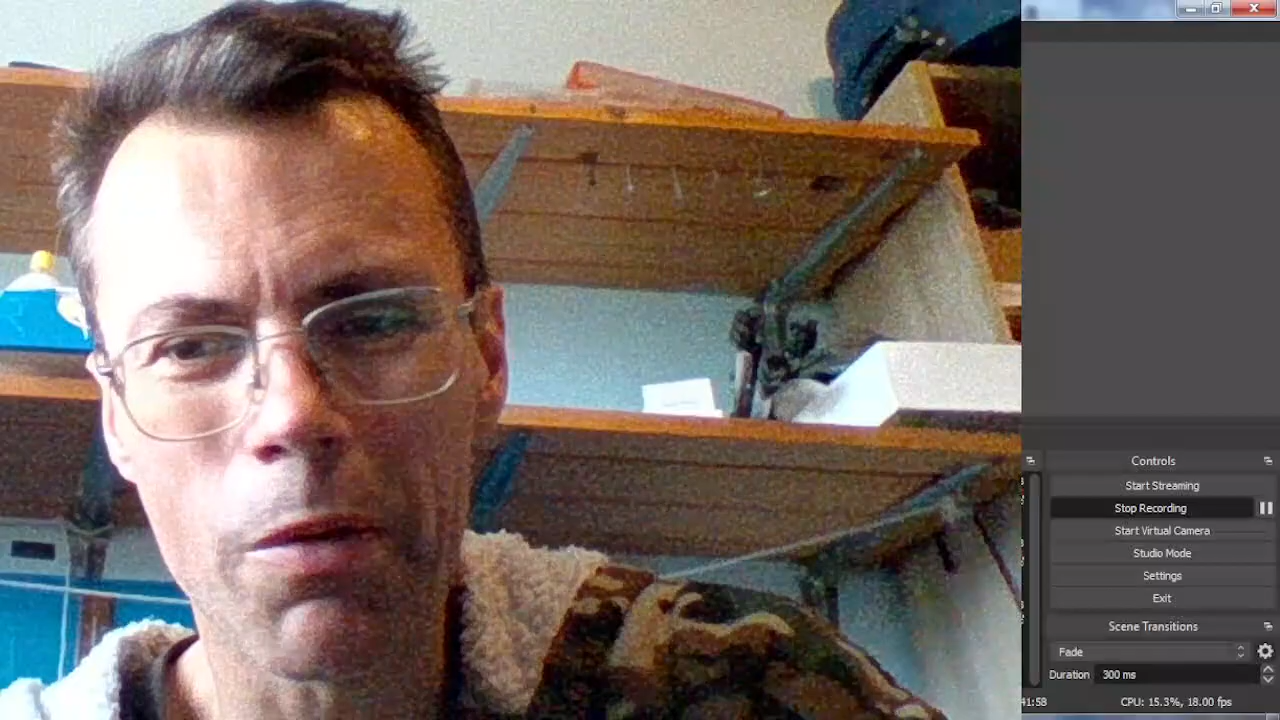 Controls
Start Streaming
Stop Recording
Start Virtual Camera
Studio Mode
Settings
Exit
Scene Transitions
Fade
Duration 300 ms
41:58 CPU: 15.3%, 18.00 fps